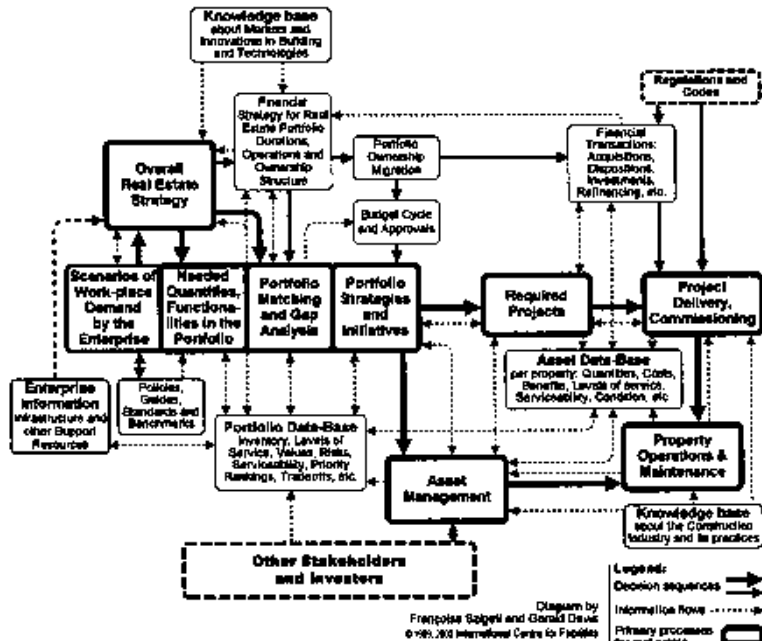 Knowledge base
about Markets and
Innovations in Building
and Technologies
Regulations and
Codes
Financial
Strategy for Real
Estate Portfolio
Durations,
Operations and
Ownership
Structure
Portfolio
Ownership
Migration
Financial
Transactions:
Acquisitions,
Dispositions,
Investments,
Refinancing, etc.
Overall
Real Estate
Strategy
Budget Cycle
and Approvals
Scenarios of
Work-place
Demand
by the
Enterprise
Needed
Quantities,
Functiona-
lities in the
Portfolio
Portfolio
Matching
and Gap
Analysis
Portfolio
Strategies
and
Initiatives
Required
Projects
Project
Delivery,
Commissioning
Asset Data-Base
per property: Quantities, Costs,
Benefits, Levels of service,
Serviceability, Condition, etc
Enterprise
Information
Infrastructure and
other Support
Resources
Policies,
Guides,
Standards and
Benchmarks
Portfolio Data-Base
Inventory, Levels of
Service, Values, Risks,
Serviceability, Priority
Rankings, Tradeoffs, etc.
Asset
Management
Property
Operations &
Maintenance
Knowledge base
about the Construction
Industry and its practices
Other Stakeholders
and Investors
Legend:
Decision sequences
Information flows
Primary processes
Diagram by
Françoise Szigeti and Gerald Davis
International Centre for Facilities